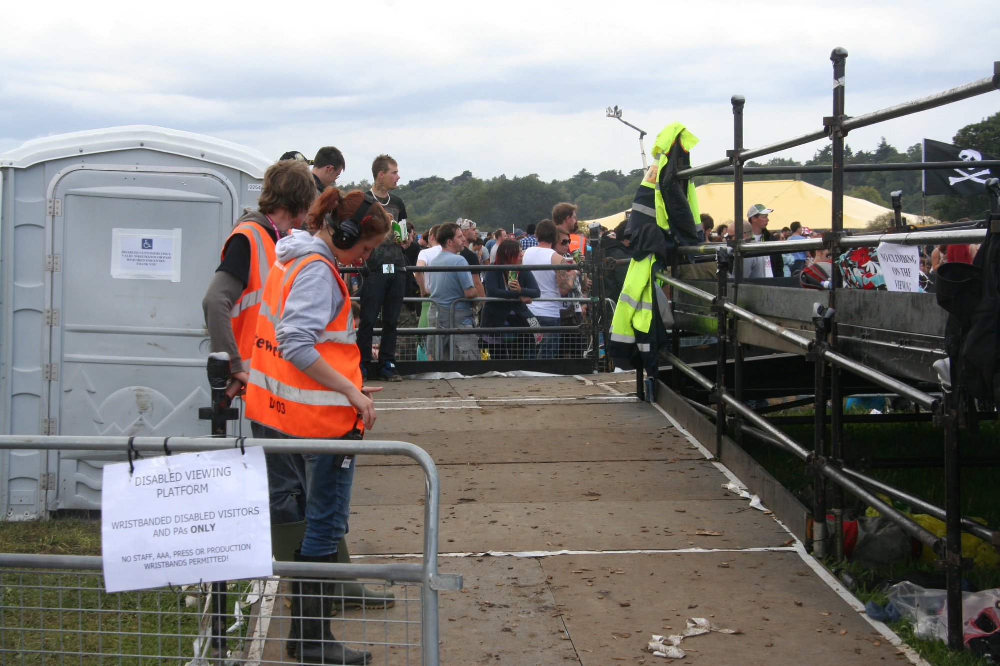 -2254
DISABLED CUSTOMERS ONLY.
VALID WRISTBANDS OR PASS
REQUIRED FOR ENTRY.
THANK YOU
NO CLIMBING
ON THE
VIEWING
03
DISABLED VIEWING
PLATFORM
WRISTBANDED DISABLED VISITORS
AND PAs ONLY
NO STAFF, AAA, PRESS OR PRODUCTION
WRISTBANDS PERMITTED!